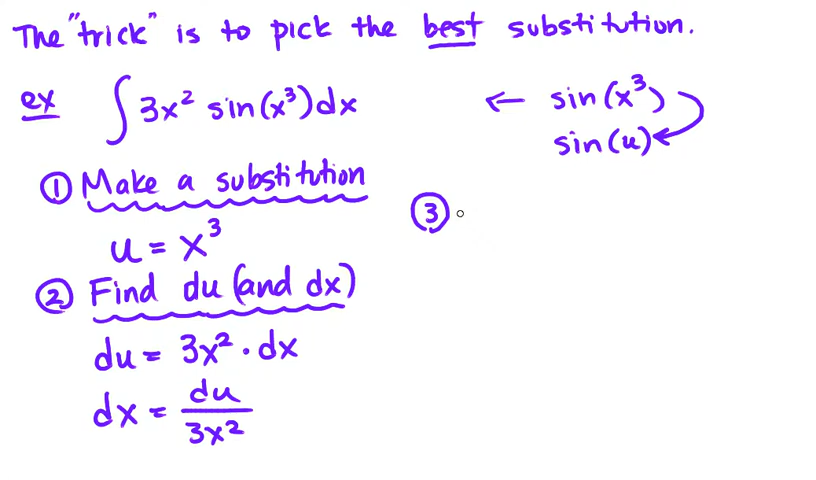 The "trick" is to pick the best substitution.
ex ∫ 3x² sin(x³) dx
← sin(x³)
sin(u)
① Make a substitution
u = x³
② Find du (and dx)
du = 3x² · dx
dx = du/3x²
③